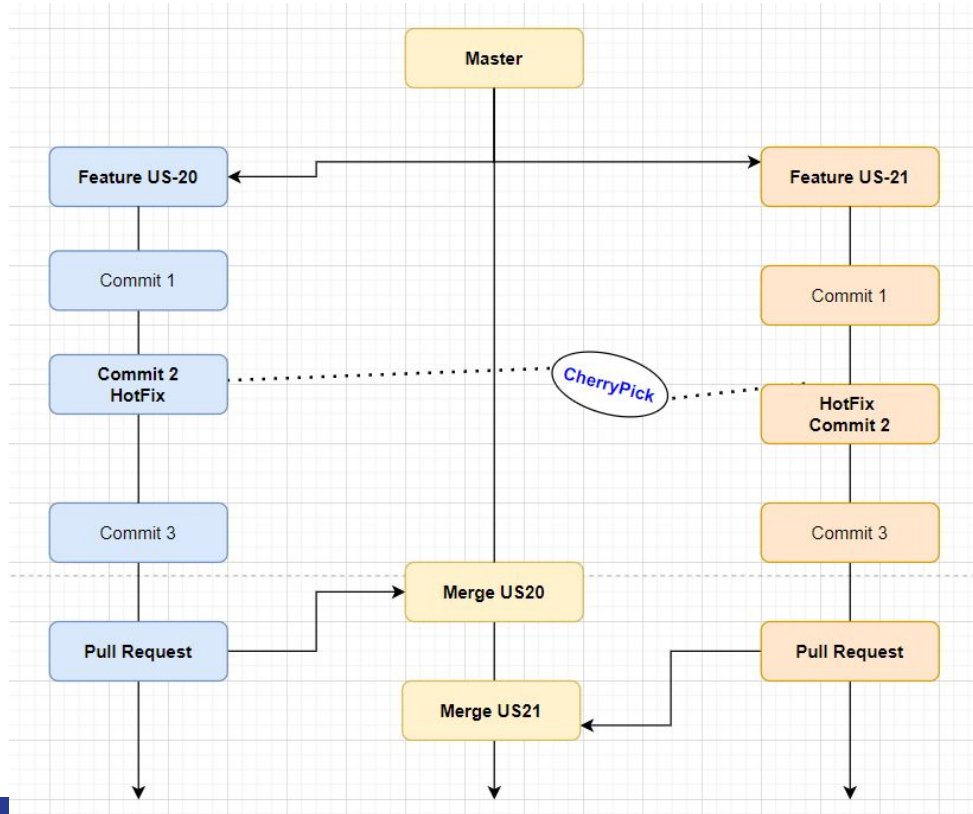 Master
Feature US-20
Feature US-21
Commit 1
Commit 1
Commit 2
HotFix
CherryPick
HotFix
Commit 2
Commit 3
Commit 3
Merge US20
Pull Request
Pull Request
Merge US21